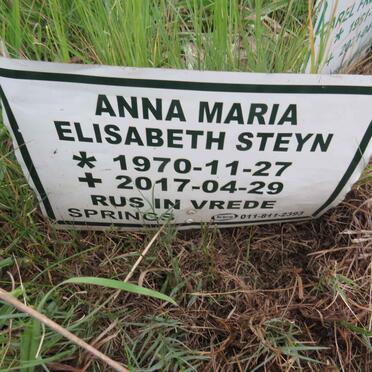 ANNA MARIA
ELISABETH STEYN
* 1970-11-27
+ 2017-04-29
RUS IN VREDE
SPRINGS 011-811-2393